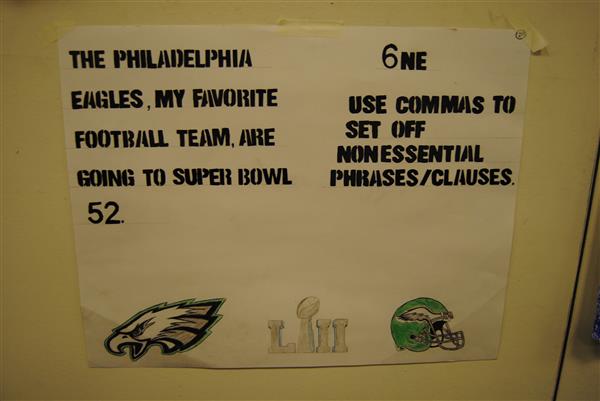 THE PHILADELPHIA
EAGLES, MY FAVORITE
FOOTBALL TEAM, ARE
GOING TO SUPER BOWL
52.
6NE
USE COMMAS TO
SET OFF
NONESSENTIAL
PHRASES/CLAUSES.
LII